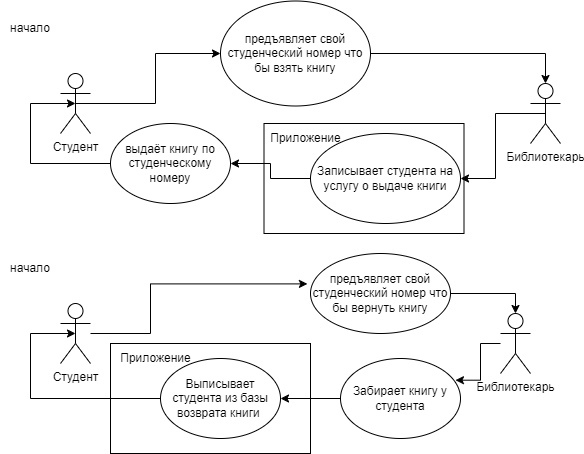 начало
предъявляет свой
студенческий номер что
бы взять книгу
Студент
выдаёт книгу по
студенческому
номеру
Приложение
Записывает студента на
услугу о выдаче книги
Библиотекарь
начало
предъявляет свой
студенческий номер что
бы вернуть книгу
Студент
Приложение
Выписывает
студента из базы
возврата книги
Забирает книгу у
студента
Библиотекарь